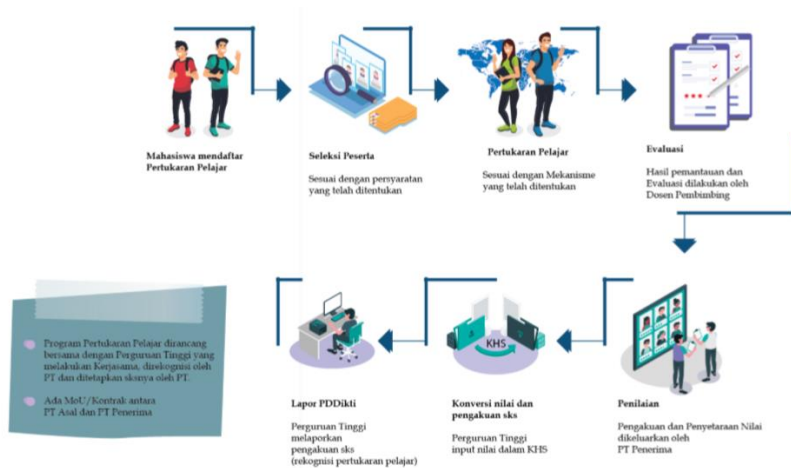 Mahasiswa mendaftar
Pertukaran Pelajar
Seleksi Peserta
Sesuai dengan persyaratan
yang telah ditentukan
Pertukaran Pelajar
Sesuai dengan Mekanisme
yang telah ditentukan
Evaluasi
Hasil pemantauan dan
Evaluasi dilakukan oleh
Dosen Pembimbing
Penilaian
Pengakuan dan Penyetaraan Nilai
dikeluarkan oleh
PT Penerima
KHS
Konversi nilai dan
pengakuan sks
Perguruan Tinggi
input nilai dalam KHS
Lapor PDDikti
Perguruan Tinggi
melaporkan
pengakuan sks
(rekognisi pertukaran pelajar)
Program Pertukaran Pelajar dirancang
bersama dengan Perguruan Tinggi yang
melakukan Kerjasama, direkognisi oleh
PT dan ditetapkan sksnya oleh PT.
Ada MoU/Kontrak antara
PT Asal dan PT Penerima